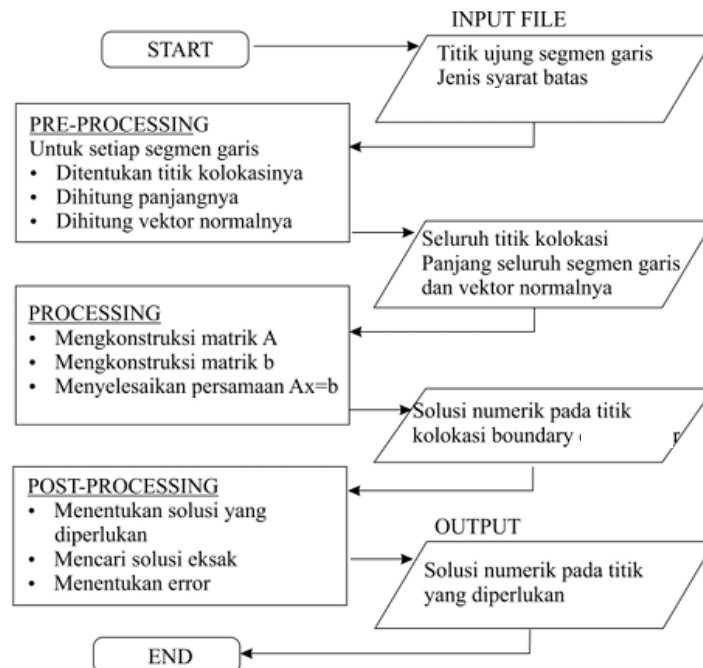 INPUT FILE
START
Titik ujung segmen garis
Jenis syarat batas
PRE-PROCESSING
Untuk setiap segmen garis
• Ditentukan titik kolokasinya
• Dihitung panjangnya
• Dihitung vektor normalnya
Seluruh titik kolokasi
Panjang seluruh segmen garis
dan vektor normalnya
PROCESSING
• Mengkonstruksi matrik A
• Mengkonstruksi matrik b
• Menyelesaikan persamaan Ax=b
Solusi numerik pada titik
kolokasi boundary
POST-PROCESSING
• Menentukan solusi yang
diperlukan
• Mencari solusi eksak
• Menentukan error
OUTPUT
Solusi numerik pada titik
yang diperlukan
END